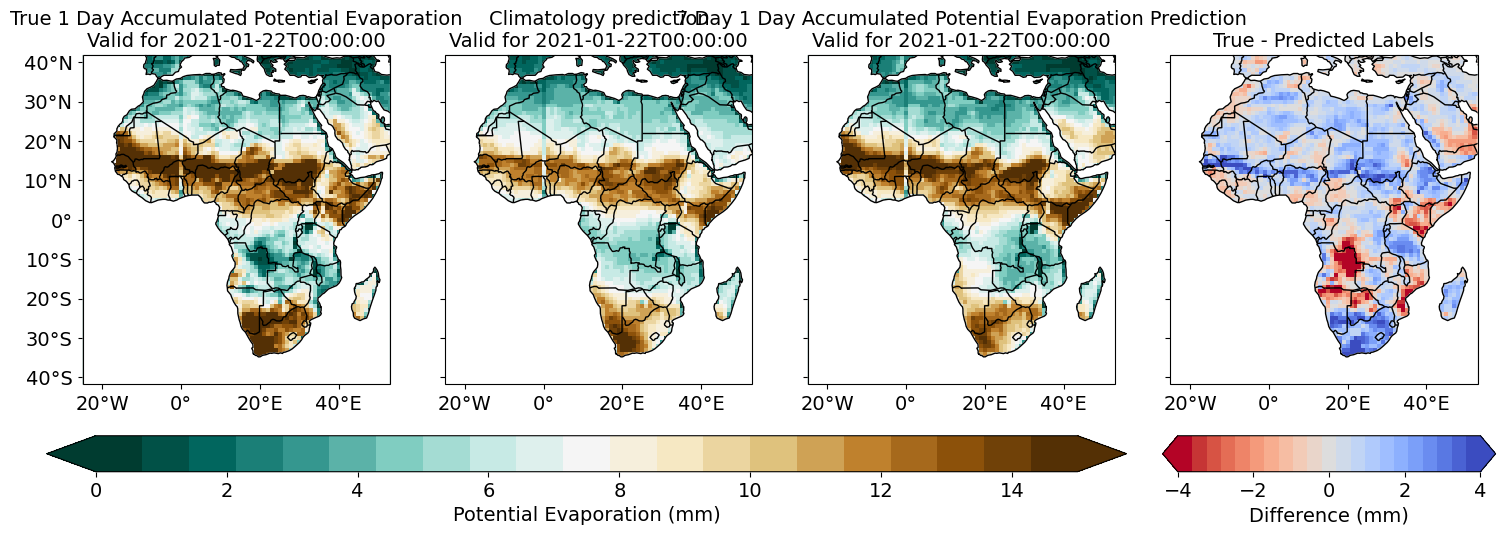 True 1 Day Accumulated Potential Evaporation
Valid for 2021-01-22T00:00:00
Climatology prediction
Valid for 2021-01-22T00:00:00
7 Day 1 Day Accumulated Potential Evaporation Prediction
Valid for 2021-01-22T00:00:00
True - Predicted Labels
40°N
30°N
20°N
10°N
0°
10°S
20°S
30°S
40°S
20°W 0° 20°E 40°E
20°W 0° 20°E 40°E
20°W 0° 20°E 40°E
20°W 0° 20°E 40°E
0 2 4 6 8 10 12 14
Potential Evaporation (mm)
−4 −2 0 2 4
Difference (mm)